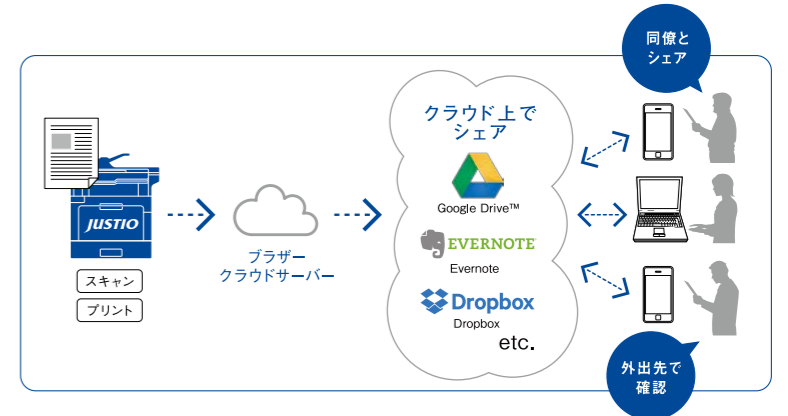 同僚と
シェア
クラウド上で
シェア
Google Drive™
JUSTIO
EVERNOTE
Evernote
ブラザー
クラウドサーバー
スキャン
プリント
Dropbox
Dropbox
etc.
外出先で
確認